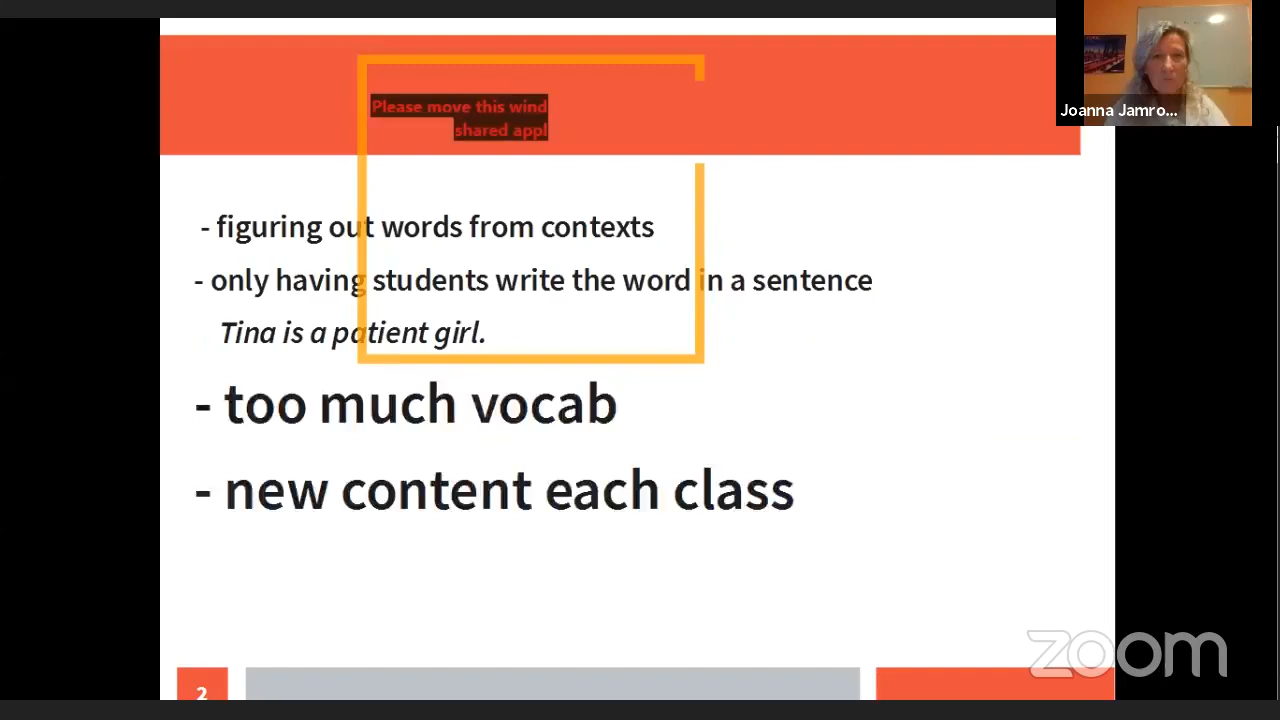 Please move this wind
shared appl
Joanna Jamro...
- figuring out words from contexts
- only having students write the word in a sentence
Tina is a patient girl.
- too much vocab
- new content each class
zoom
2